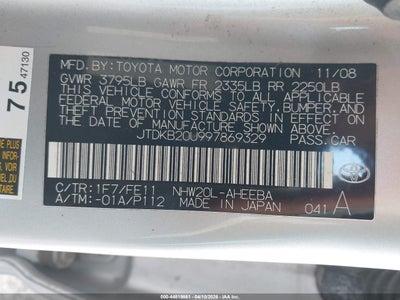 75
47130
MFD.BY:TOYOTA MOTOR CORPORATION 11/08
GVWR 3795LB GAWR FR 2335LB RR 2250LB
THIS VEHICLE CONFORMS TO ALL APPLICABLE
FEDERAL MOTOR VEHICLE SAFETY,BUMPER,AND
THEFT PREVENTION STANDARDS IN EFFECT ON
THE DATE OF MANUFACTURE SHOWN ABOVE.
JTDKB20U997869329 PASS.CAR
C/TR:1F7/FE11 NHW20L-AHEEBA
A/TM:-01A/P112 MADE IN JAPAN 041 A